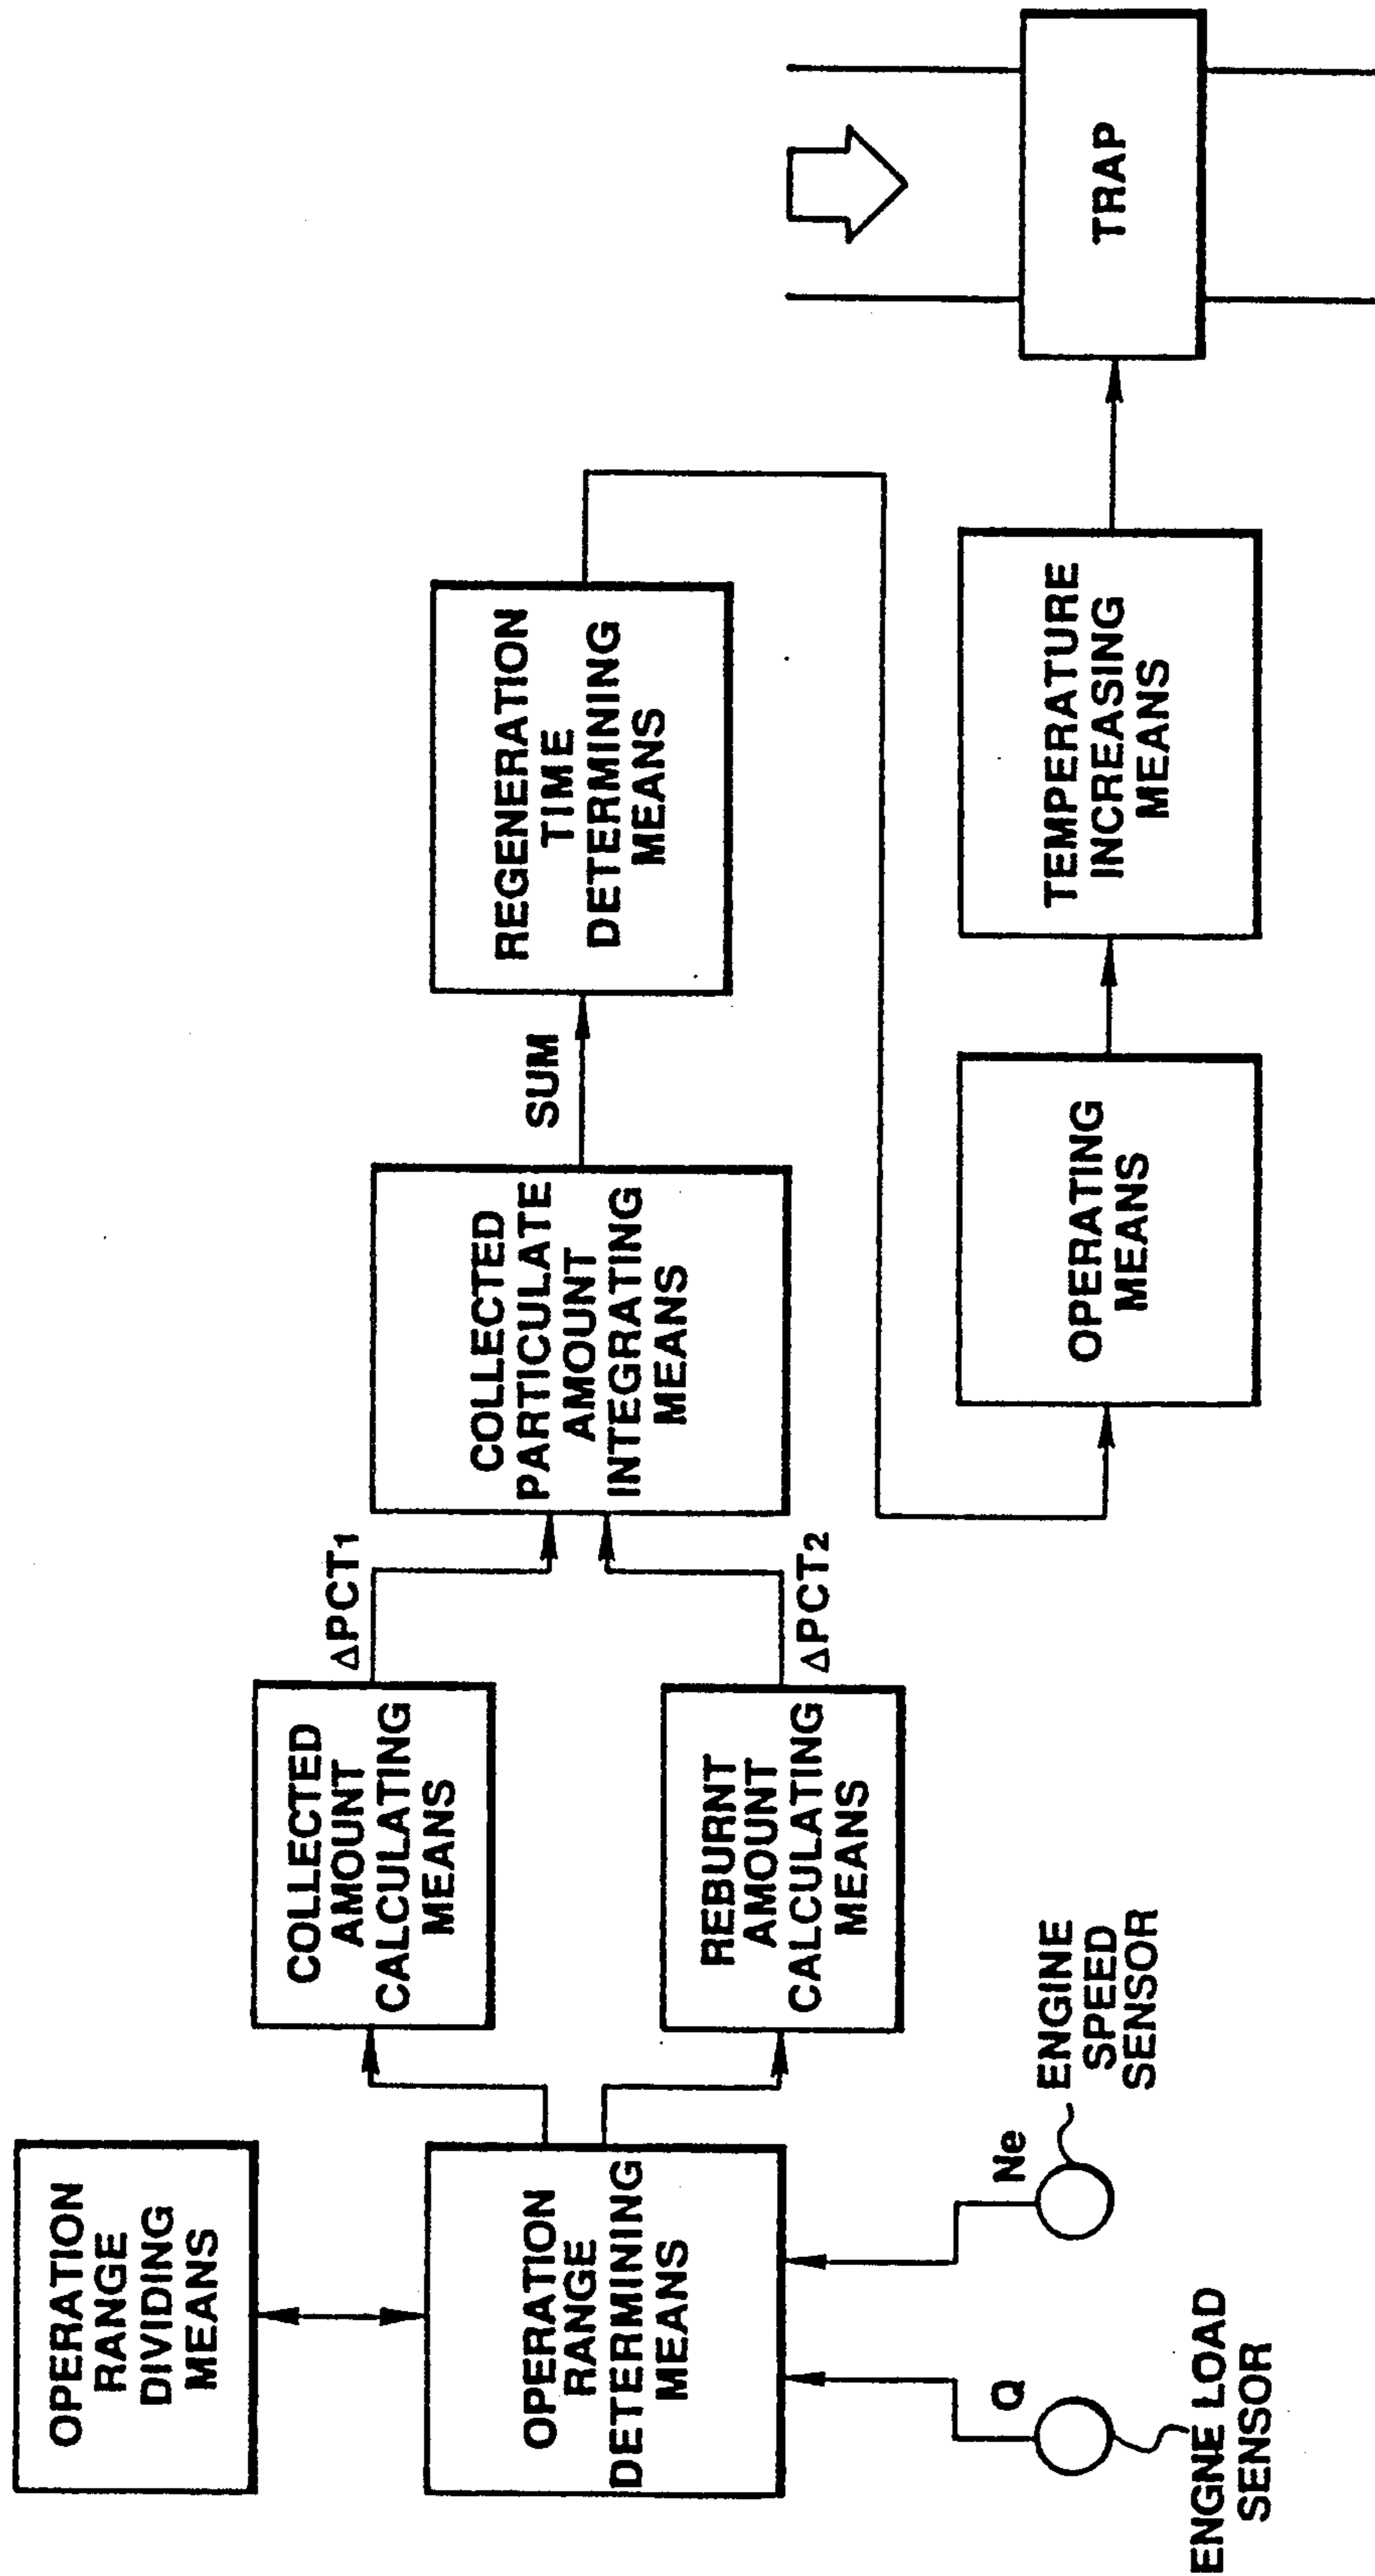 OPERATION
RANGE
DIVIDING
MEANS
OPERATION
RANGE
DETERMINING
MEANS
Q
ENGNE LOAD
SENSOR
Ne
ENGINE
SPEED
SENSOR
COLLECTED
AMOUNT
CALCULATING
MEANS
ΔPCT1
REBURNT
AMOUNT
CALCULATING
MEANS
ΔPCT2
COLLECTED
PARTICULATE
AMOUNT
INTEGRATING
MEANS
SUM
REGENERATION
TIME
DETERMINING
MEANS
OPERATING
MEANS
TEMPERATURE
INCREASING
MEANS
TRAP